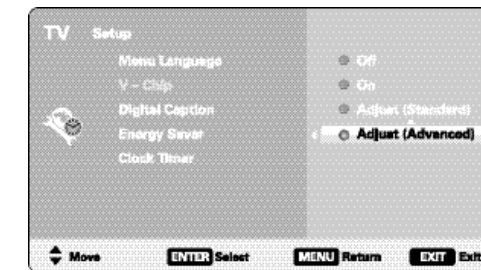 TV Setup
Menu Language
Off
V - Chip
On
Digital Caption
Adjust (Standard)
Energy Saver
Adjust (Advanced)
Clock Timer
Move ENTER Select MENU Return EXIT Exit